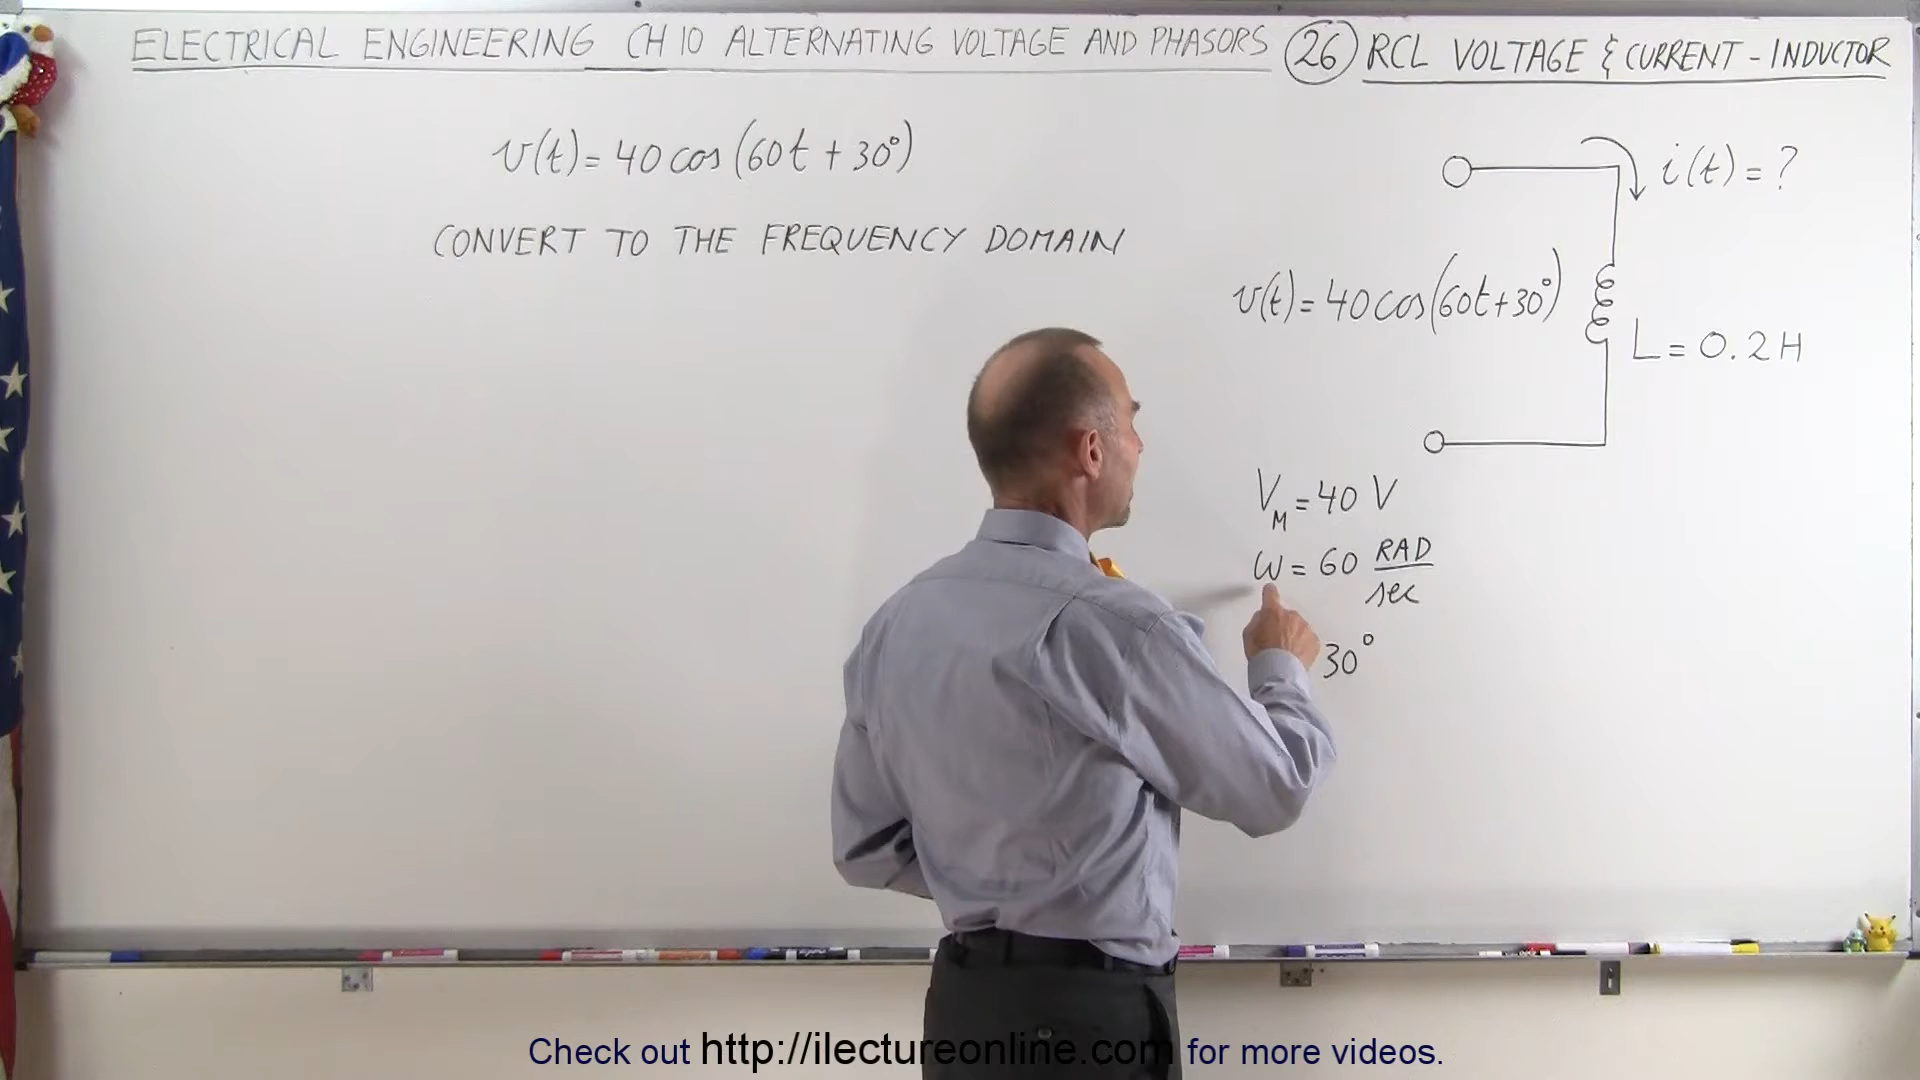 ELECTRICAL ENGINEERING CH 10 ALTERNATING VOLTAGE AND PHASORS 26 RCL VOLTAGE & CURRENT - INDUCTOR
v(t) = 40 cos (60t + 30°)
CONVERT TO THE FREQUENCY DOMAIN
i(t) = ?
v(t) = 40 cos (60t + 30°)
L = 0.2 H
V_M = 40 V
ω = 60 RAD/sec
30°
Check out http://ilectureonline.com for more videos.